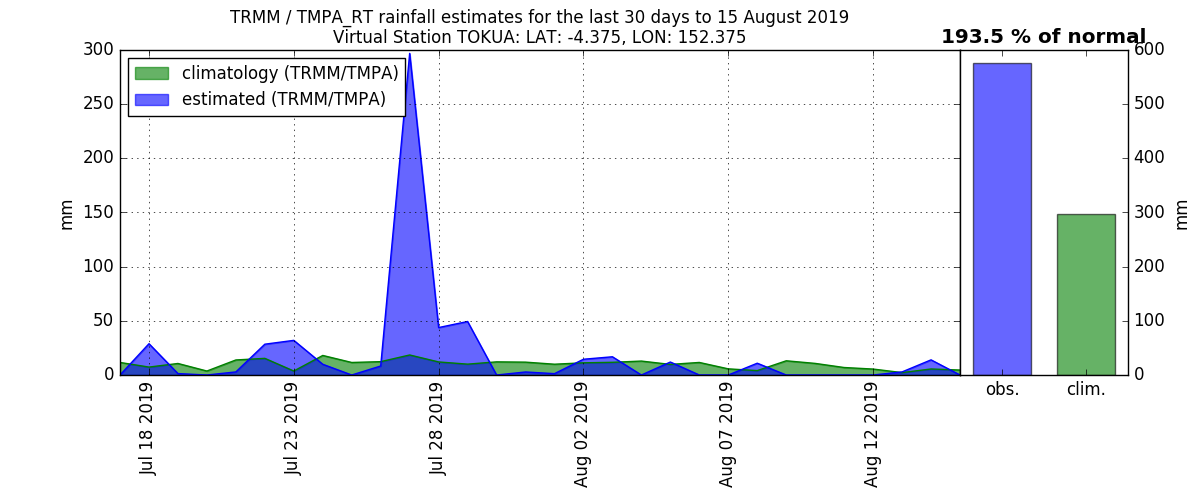 TRMM / TMPA_RT rainfall estimates for the last 30 days to 15 August 2019
Virtual Station TOKUA: LAT: -4.375, LON: 152.375
193.5 % of normal
climatology (TRMM/TMPA)
estimated (TRMM/TMPA)
300
250
200
150
100
50
0
mm
Jul 18 2019
Jul 23 2019
Jul 28 2019
Aug 02 2019
Aug 07 2019
Aug 12 2019
obs.
clim.
600
500
400
300
200
100
0
mm